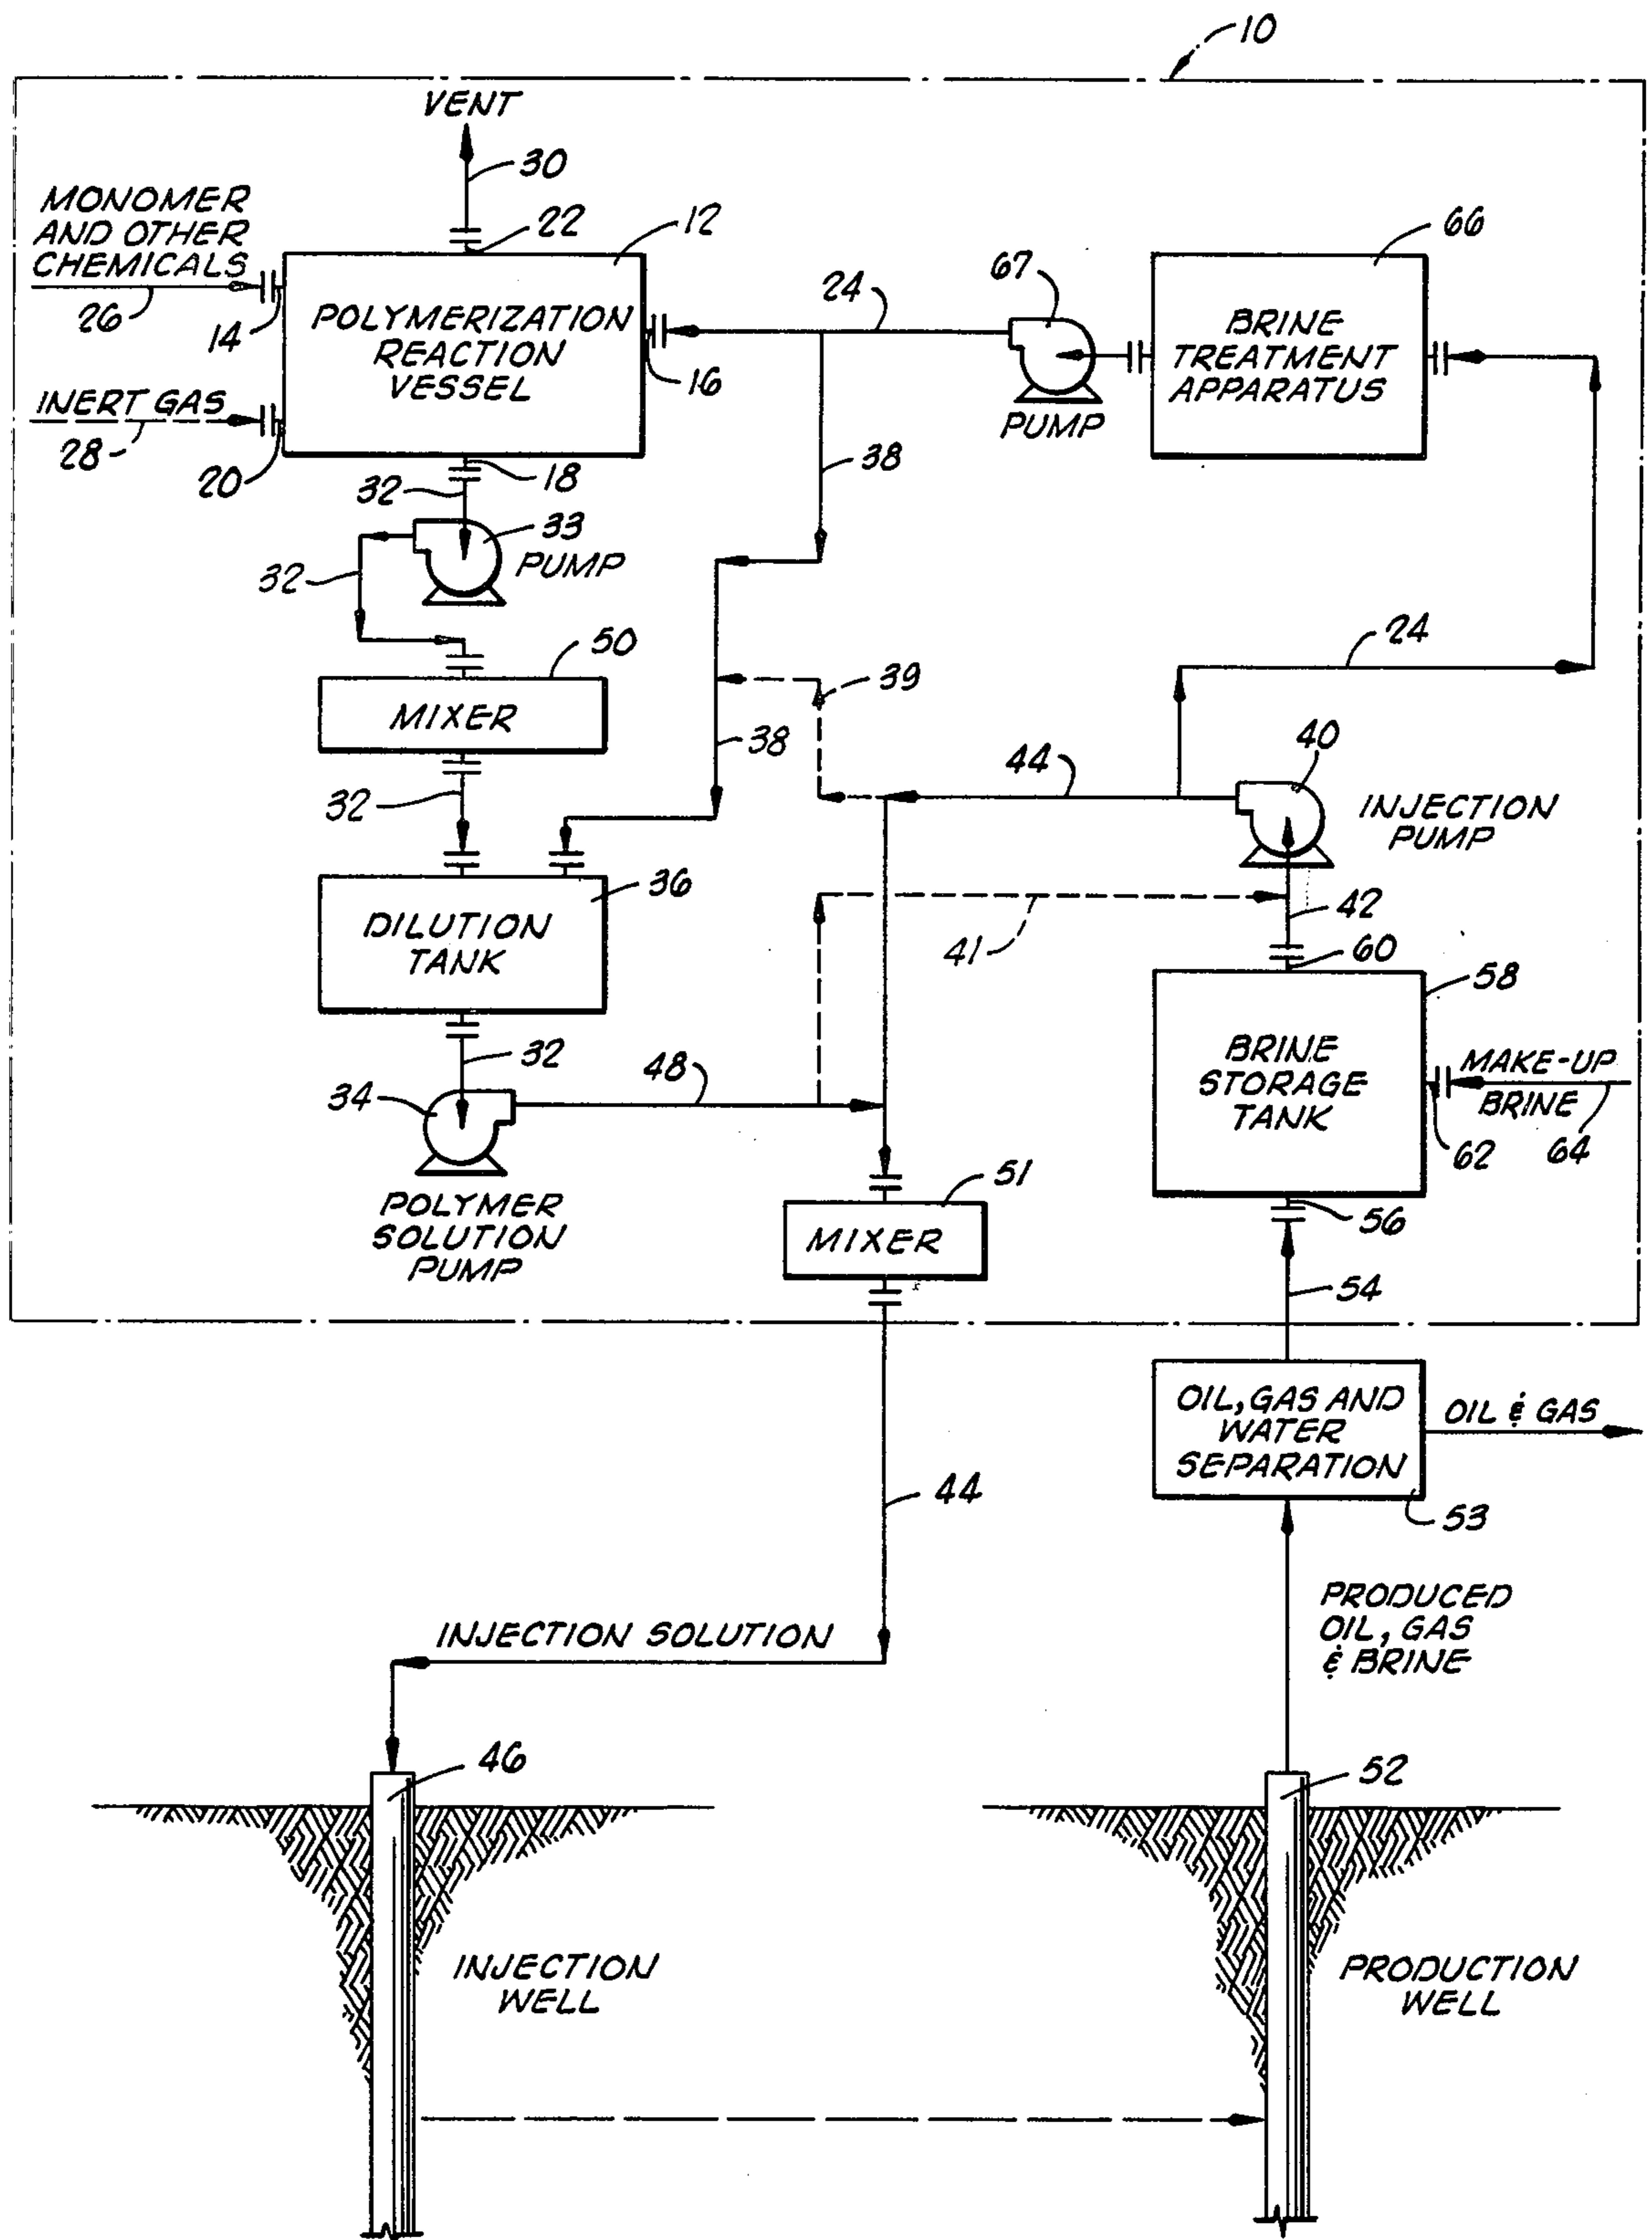 10
VENT
30
MONOMER
AND OTHER
CHEMICALS
26
14
22
12
POLYMERIZATION
REACTION
VESSEL
16
24
67
PUMP
66
BRINE
TREATMENT
APPARATUS
INERT GAS
28
20
18
32
33
PUMP
32
38
50
MIXER
39
38
24
32
44
40
INJECTION
PUMP
36
DILUTION
TANK
41
42
60
58
BRINE
STORAGE
TANK
MAKE-UP
BRINE
62
64
32
48
34
POLYMER
SOLUTION
PUMP
51
MIXER
56
54
OIL, GAS AND
WATER
SEPARATION
OIL & GAS
53
44
PRODUCED
OIL, GAS
& BRINE
INJECTION SOLUTION
46
52
INJECTION
WELL
PRODUCTION
WELL